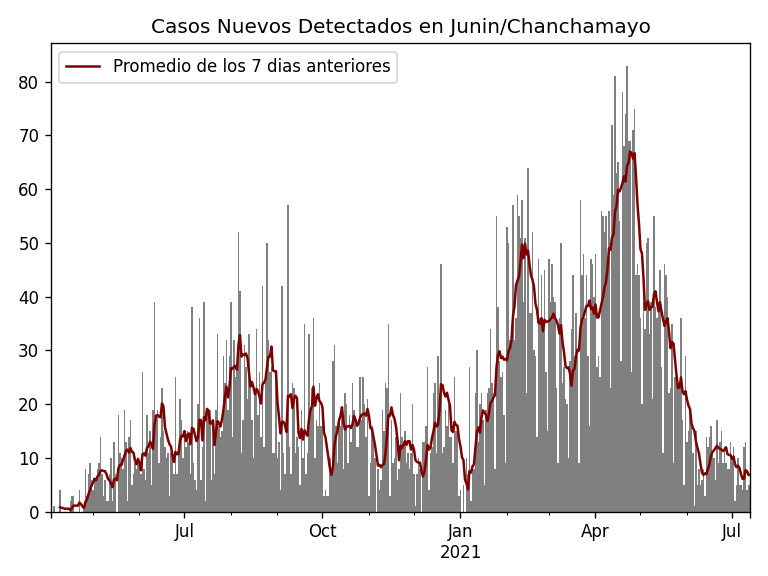 Casos Nuevos Detectados en Junin/Chanchamayo
Promedio de los 7 dias anteriores
80
70
60
50
40
30
20
10
0
Jul
Oct
Jan
2021
Apr
Jul